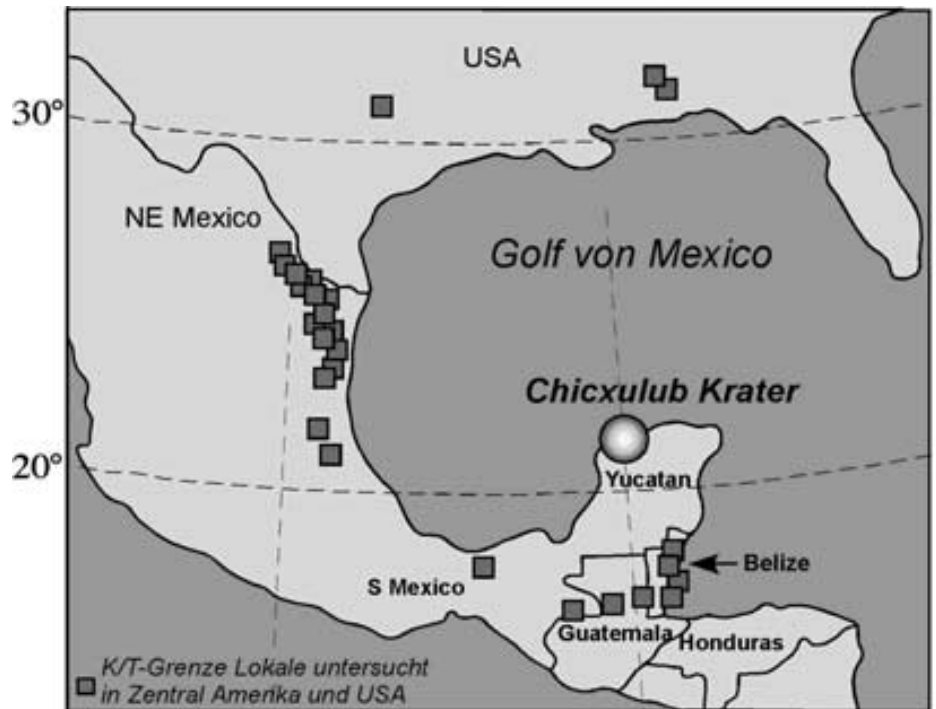 USA
30°
NE Mexico
Golf von Mexico
Chicxulub Krater
20°
Yucatan
Belize
S Mexico
Guatemala
Honduras
K/T-Grenze Lokale untersucht
in Zentral Amerika und USA